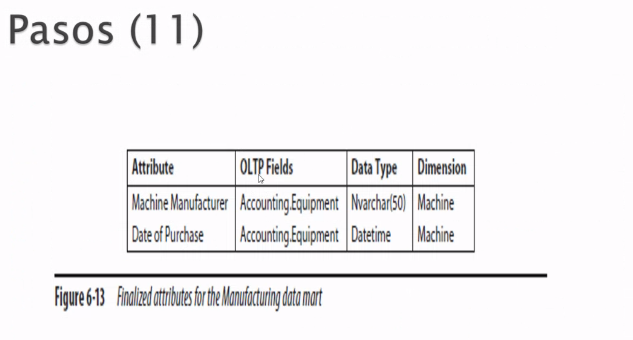 Pasos (11)
Attribute OLTP Fields Data Type Dimension
Machine Manufacturer Accounting.Equipment Nvarchar(50) Machine
Date of Purchase Accounting.Equipment Datetime Machine
Figure 6-13 Finalized attributes for the Manufacturing data mart